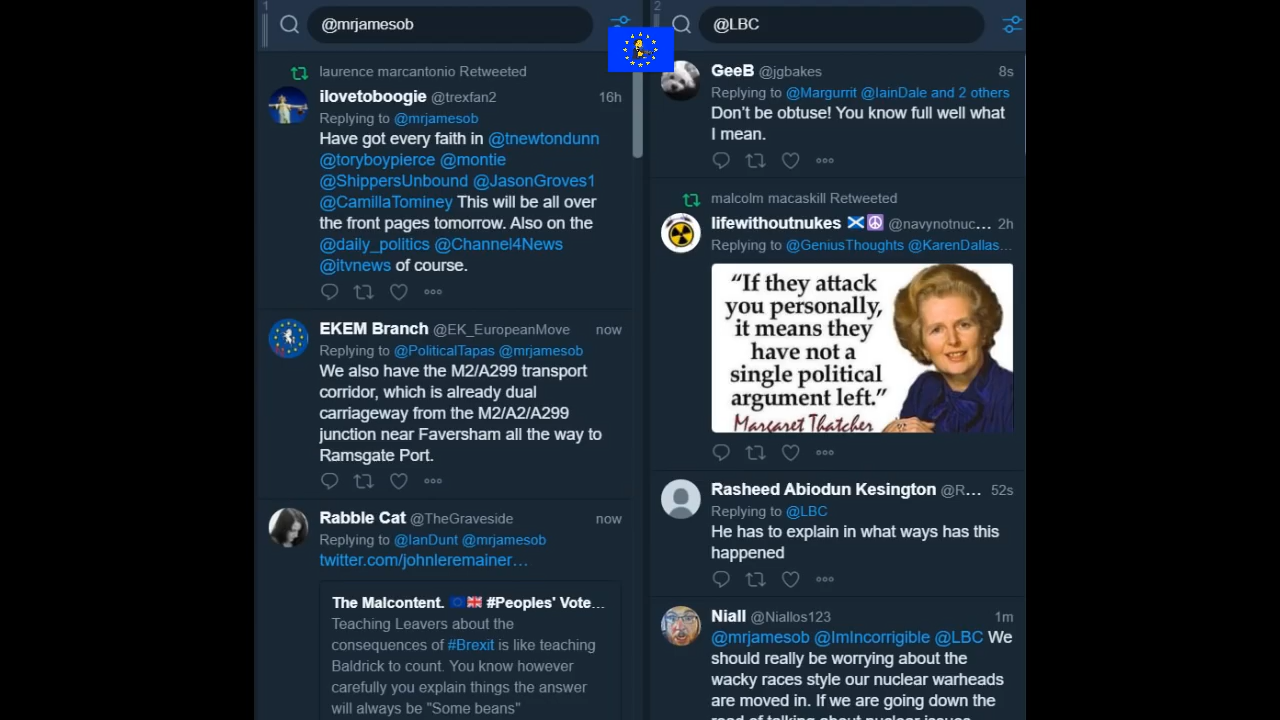 1
@mrjamesob
laurence marcantonio Retweeted
ilovetoboogie @trexfan2 16h
Replying to @mrjamesob
Have got every faith in @tnewtondunn
@toryboypierce @montie
@ShippersUnbound @JasonGroves1
@CamillaTominey This will be all over
the front pages tomorrow. Also on the
@daily_politics @Channel4News
@itvnews of course.
EKEM Branch @EK_EuropeanMove now
Replying to @PoliticalTapas @mrjamesob
We also have the M2/A299 transport
corridor, which is already dual
carriageway from the M2/A2/A299
junction near Faversham all the way to
Ramsgate Port.
Rabble Cat @TheGraveside now
Replying to @IanDunt @mrjamesob
twitter.com/johnleremainer…
The Malcontent. 🇪🇺 🇬🇧 #Peoples' Vote...
Teaching Leavers about the
consequences of #Brexit is like teaching
Baldrick to count. You know however
carefully you explain things the answer
will always be "Some beans"
2
@LBC
GeeB @jgbakes 8s
Replying to @Margurrit @IainDale and 2 others
Don't be obtuse! You know full well what
I mean.
malcolm macaskill Retweeted
lifewithoutnukes @navynotnuc... 2h
Replying to @GeniusThoughts @KarenDallas...
“If they attack
you personally,
it means they
have not a
single political
argument left.”
Margaret Thatcher
Rasheed Abiodun Kesington @R... 52s
Replying to @LBC
He has to explain in what ways has this
happened
Niall @Niallos123 1m
@mrjamesob @ImIncorrigible @LBC We
should really be worrying about the
wacky races style our nuclear warheads
are moved in. If we are going down the
road of talking about nuclear issues